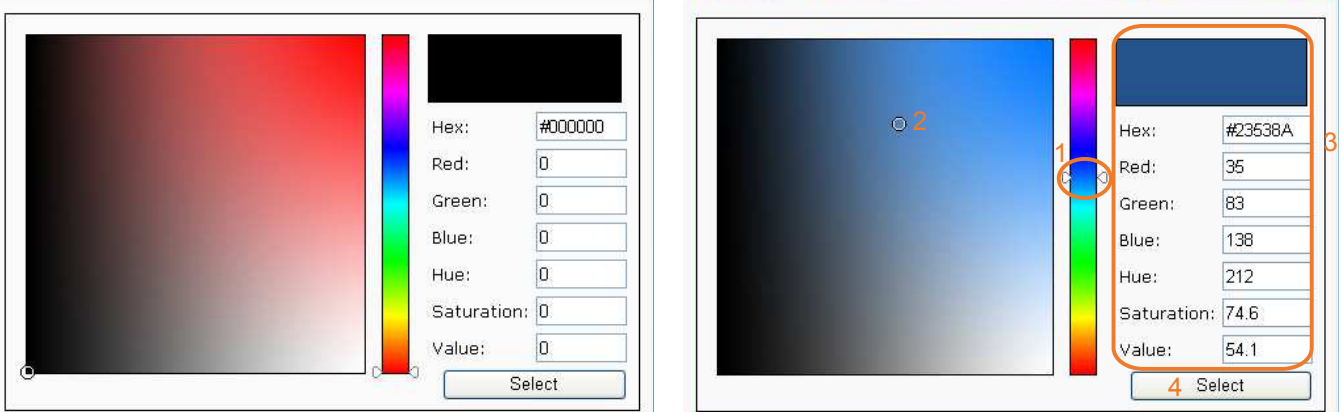 Hex: #000000
Red: 0
Green: 0
Blue: 0
Hue: 0
Saturation: 0
Value: 0
Select
1
2
3
Hex: #23538A
Red: 35
Green: 83
Blue: 138
Hue: 212
Saturation: 74.6
Value: 54.1
4 Select